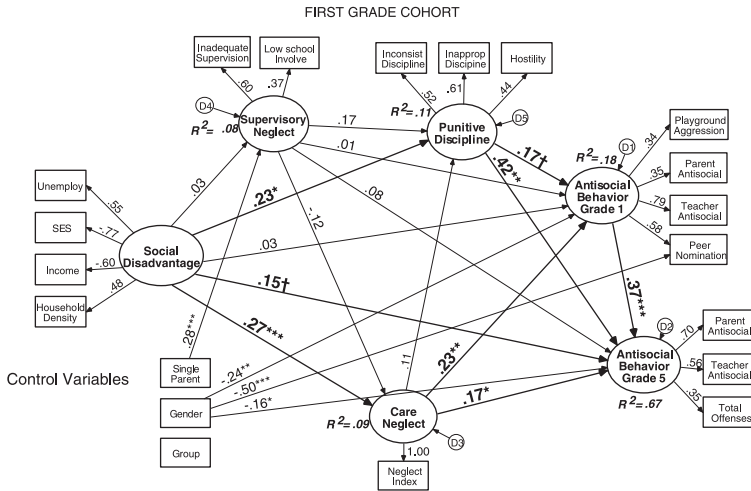 FIRST GRADE COHORT
Inadequate
Supervision
Low school
Involve
Inconsist
Discipline
Inapprop
Discipine
Hostility
.60
.37
.52
.61
.44
D4
Supervisory
Neglect
R²= .08
R²= .11
Punitive
Discipline
D5
.17
.01
.17†
.42**
D1
R²= .18
Antisocial
Behavior
Grade 1
Playground
Aggression
Parent
Antisocial
Teacher
Antisocial
Peer
Nomination
.34
.35
.79
.58
Unemploy
SES
Income
Household
Density
.55
-.77
-.60
.48
Social
Disadvantage
.03
.23*
-.12
.08
.03
.15†
.27***
.28***
.11
.23**
.37***
.17*
Control Variables
Single
Parent
Gender
Group
-.24**
-.50***
-.16*
R²= .09
Care
Neglect
D3
1.00
Neglect
Index
D2
Antisocial
Behavior
Grade 5
R²= .67
.70
.56
.35
Parent
Antisocial
Teacher
Antisocial
Total
Offenses